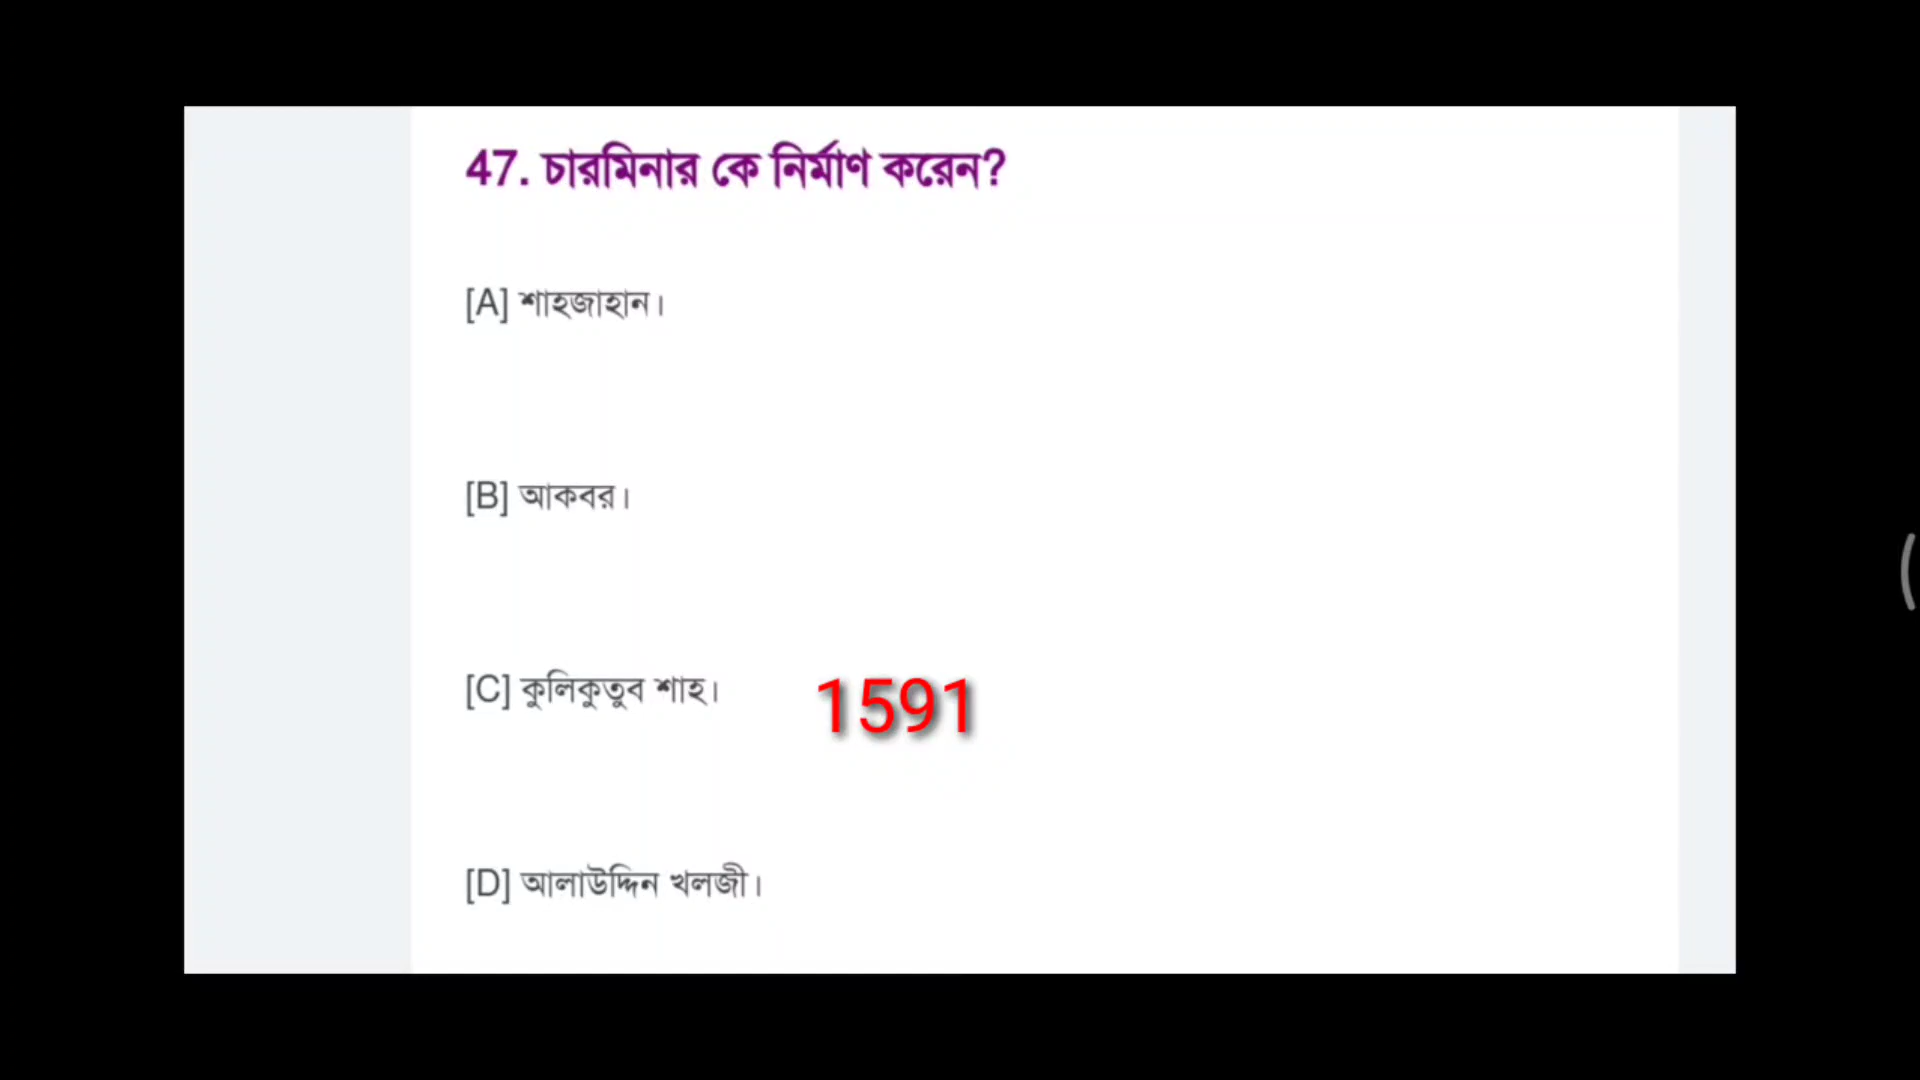 47. চারমিনার কে নির্মাণ করেন?
[A] শাহজাহান।
[B] আকবর।
[C] কুলিকুতুব শাহ। 1591
[D] আলাউদ্দিন খলজী।